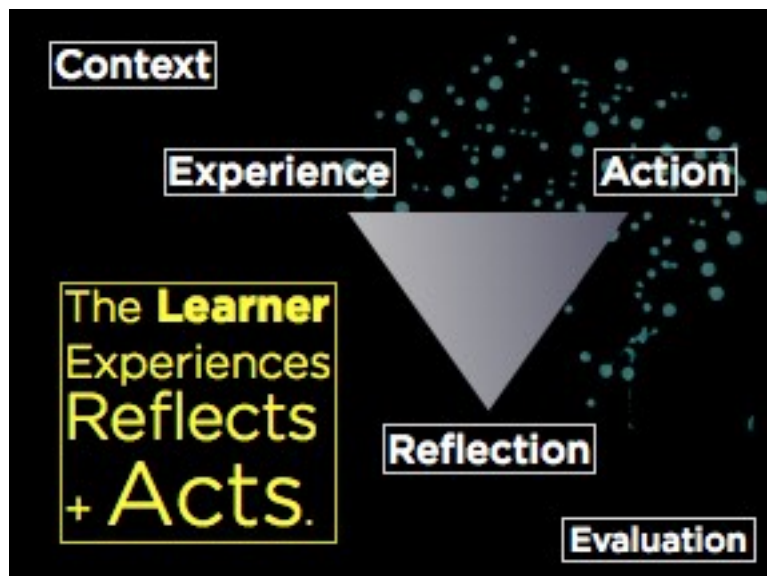 Context
Experience
Action
The Learner
Experiences
Reflects
+ Acts.
Reflection
Evaluation